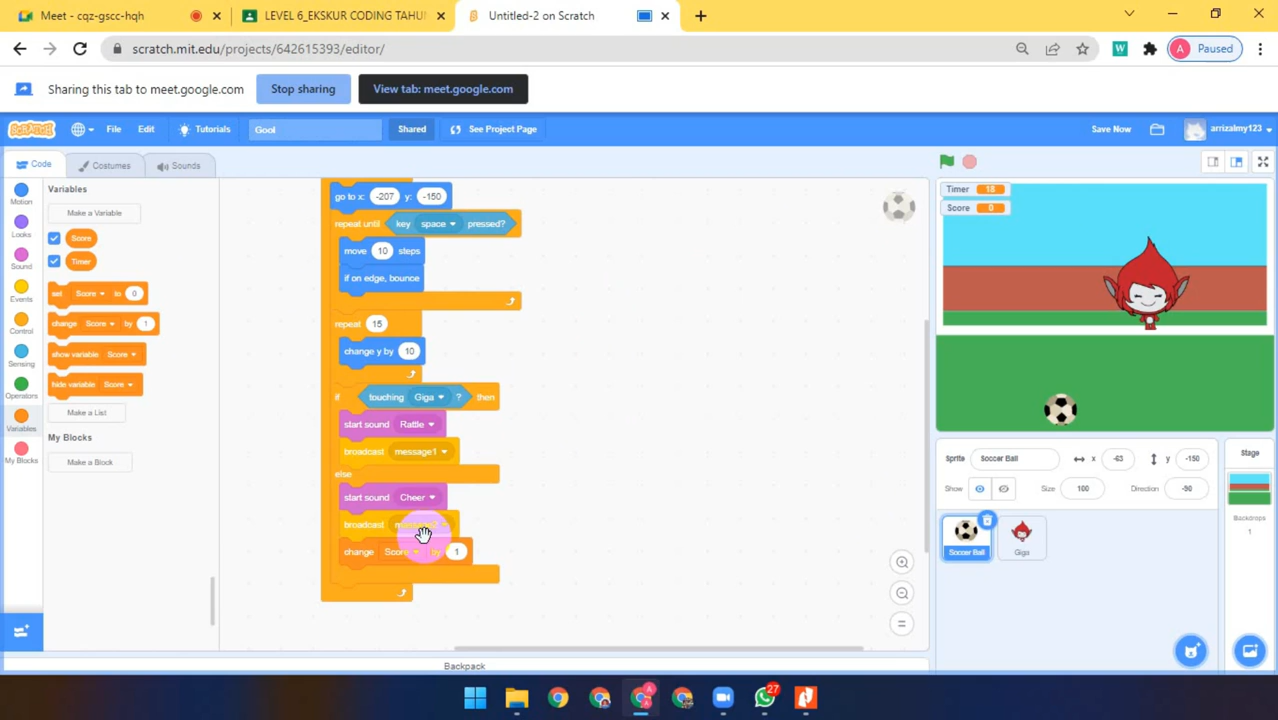 Meet - cqz-gscc-hqh
LEVEL 6_EKSKUR CODING TAHUN
Untitled-2 on Scratch
scratch.mit.edu/projects/642615393/editor/
A Paused
Sharing this tab to meet.google.com
Stop sharing
View tab: meet.google.com
SCRATCH
File
Edit
Tutorials
Gool
Shared
See Project Page
Save Now
arrizalmy123
Code
Costumes
Sounds
Motion
Looks
Sound
Events
Control
Sensing
Operators
Variables
My Blocks
Variables
Make a Variable
Score
Timer
set Score to 0
change Score by 1
show variable Score
hide variable Score
Make a List
My Blocks
Make a Block
go to x: -207 y: -150
repeat until key space pressed?
move 10 steps
if on edge, bounce
repeat 15
change y by 10
if touching Giga ? then
start sound Rattle
broadcast message1
else
start sound Cheer
broadcast message2
change Score by 1
Backpack
Timer 18
Score 0
Sprite Soccer Ball x -63 y -150
Show Size 100 Direction -90
Soccer Ball
Giga
Stage
Backdrops
1
27